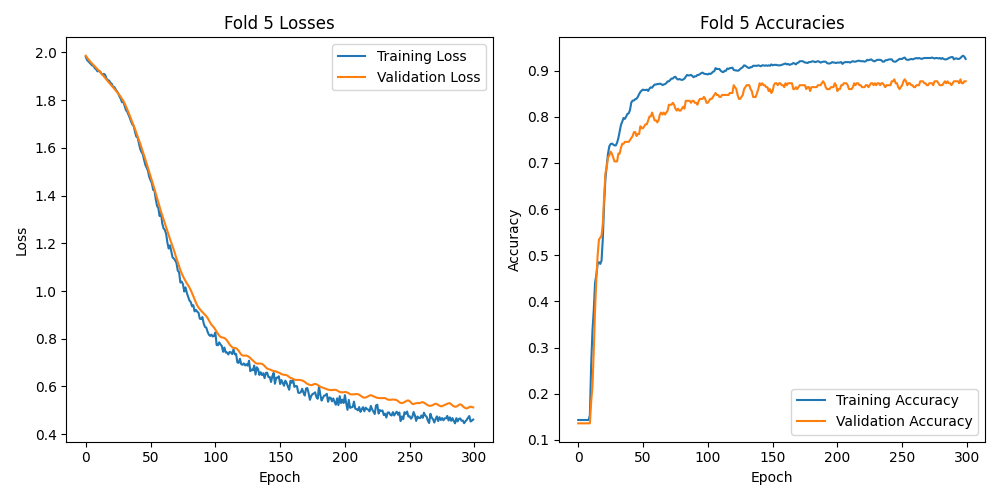 Fold 5 Losses
Training Loss
Validation Loss
2.0
1.8
1.6
1.4
1.2
1.0
0.8
0.6
0.4
Loss
0 50 100 150 200 250 300
Epoch
Fold 5 Accuracies
0.9
0.8
0.7
0.6
0.5
0.4
0.3
0.2
0.1
Accuracy
Training Accuracy
Validation Accuracy
0 50 100 150 200 250 300
Epoch